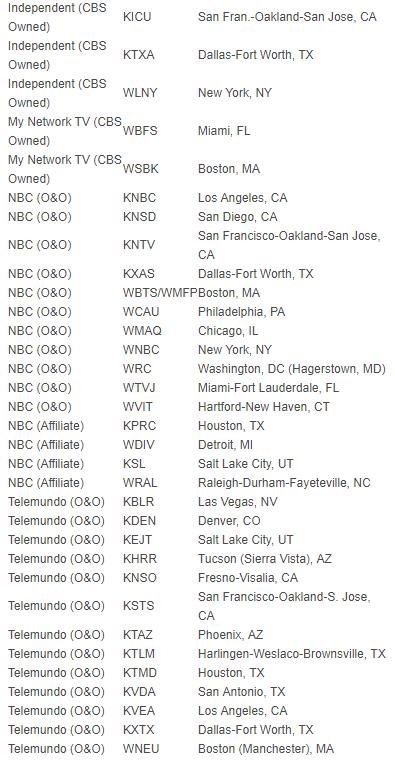 Independent (CBS Owned) KICU San Fran.-Oakland-San Jose, CA
Independent (CBS Owned) KTXA Dallas-Fort Worth, TX
Independent (CBS Owned) WLNY New York, NY
My Network TV (CBS Owned) WBFS Miami, FL
My Network TV (CBS Owned) WSBK Boston, MA
NBC (O&O) KNBC Los Angeles, CA
NBC (O&O) KNSD San Diego, CA
NBC (O&O) KNTV San Francisco-Oakland-San Jose, CA
NBC (O&O) KXAS Dallas-Fort Worth, TX
NBC (O&O) WBTS/WMFP Boston, MA
NBC (O&O) WCAU Philadelphia, PA
NBC (O&O) WMAQ Chicago, IL
NBC (O&O) WNBC New York, NY
NBC (O&O) WRC Washington, DC (Hagerstown, MD)
NBC (O&O) WTVJ Miami-Fort Lauderdale, FL
NBC (O&O) WVIT Hartford-New Haven, CT
NBC (Affiliate) KPRC Houston, TX
NBC (Affiliate) WDIV Detroit, MI
NBC (Affiliate) KSL Salt Lake City, UT
NBC (Affiliate) WRAL Raleigh-Durham-Fayeteville, NC
Telemundo (O&O) KBLR Las Vegas, NV
Telemundo (O&O) KDEN Denver, CO
Telemundo (O&O) KEJT Salt Lake City, UT
Telemundo (O&O) KHRR Tucson (Sierra Vista), AZ
Telemundo (O&O) KNSO Fresno-Visalia, CA
Telemundo (O&O) KSTS San Francisco-Oakland-S. Jose, CA
Telemundo (O&O) KTAZ Phoenix, AZ
Telemundo (O&O) KTLM Harlingen-Weslaco-Brownsville, TX
Telemundo (O&O) KTMD Houston, TX
Telemundo (O&O) KVDA San Antonio, TX
Telemundo (O&O) KVEA Los Angeles, CA
Telemundo (O&O) KXTX Dallas-Fort Worth, TX
Telemundo (O&O) WNEU Boston (Manchester), MA